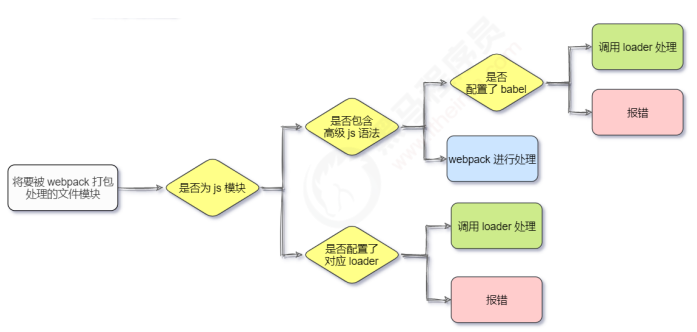 将要被 webpack 打包
处理的文件模块
是否为 js 模块
是否包含
高级 js 语法
是否
配置了 babel
调用 loader 处理
报错
webpack 进行处理
是否配置了
对应 loader
调用 loader 处理
报错